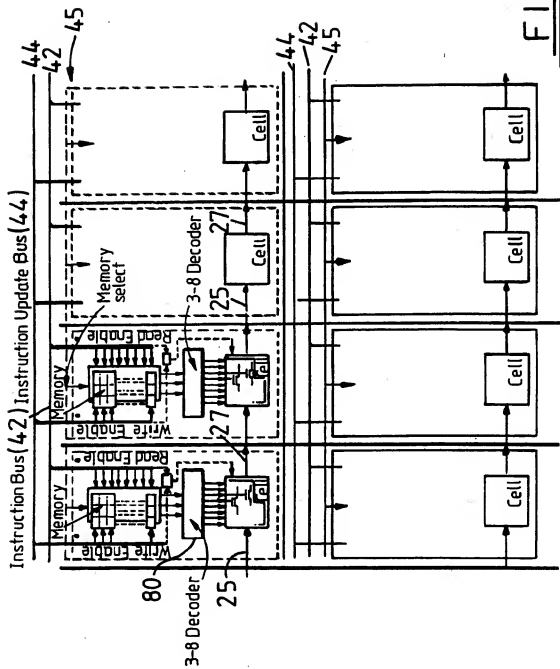 Instruction Bus(42) Instruction Update Bus(44)
44
42
45
Memory select
Memory
Read Enable
Write Enable
Memory
Read Enable
Write Enable
3-8 Decoder
80
3-8 Decoder
25
27
25
27
Cell
Cell
44
42
45
Cell
Cell
Cell
Cell
FI